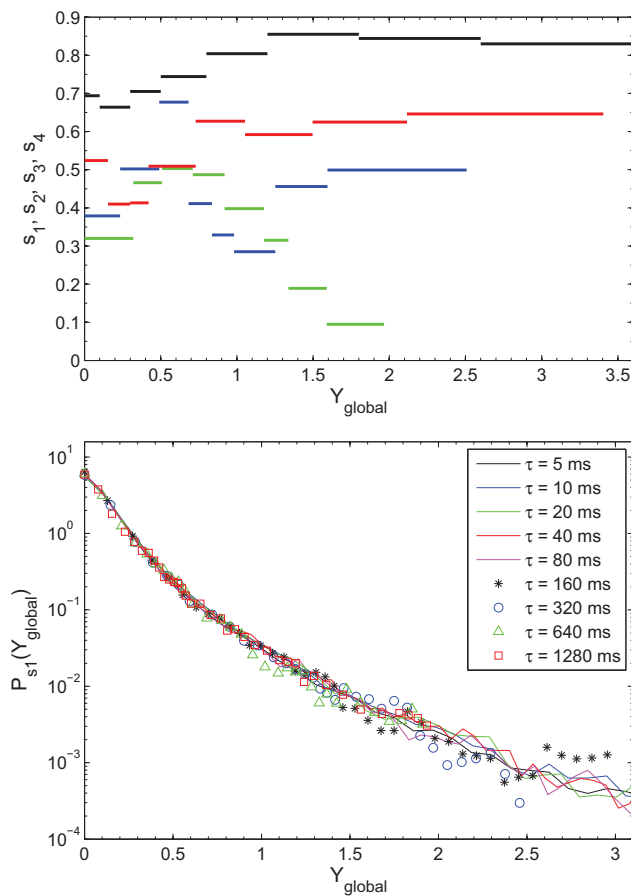 0.9
0.8
0.7
0.6
0.5
0.4
0.3
0.2
0.1
0
s1, s2, s3, s4
0 0.5 1 1.5 2 2.5 3 3.5
Yglobal
10^1
10^0
10^−1
10^−2
10^−3
10^−4
Ps1(Yglobal)
τ = 5 ms
τ = 10 ms
τ = 20 ms
τ = 40 ms
τ = 80 ms
τ = 160 ms
τ = 320 ms
τ = 640 ms
τ = 1280 ms
0 0.5 1 1.5 2 2.5 3
Yglobal